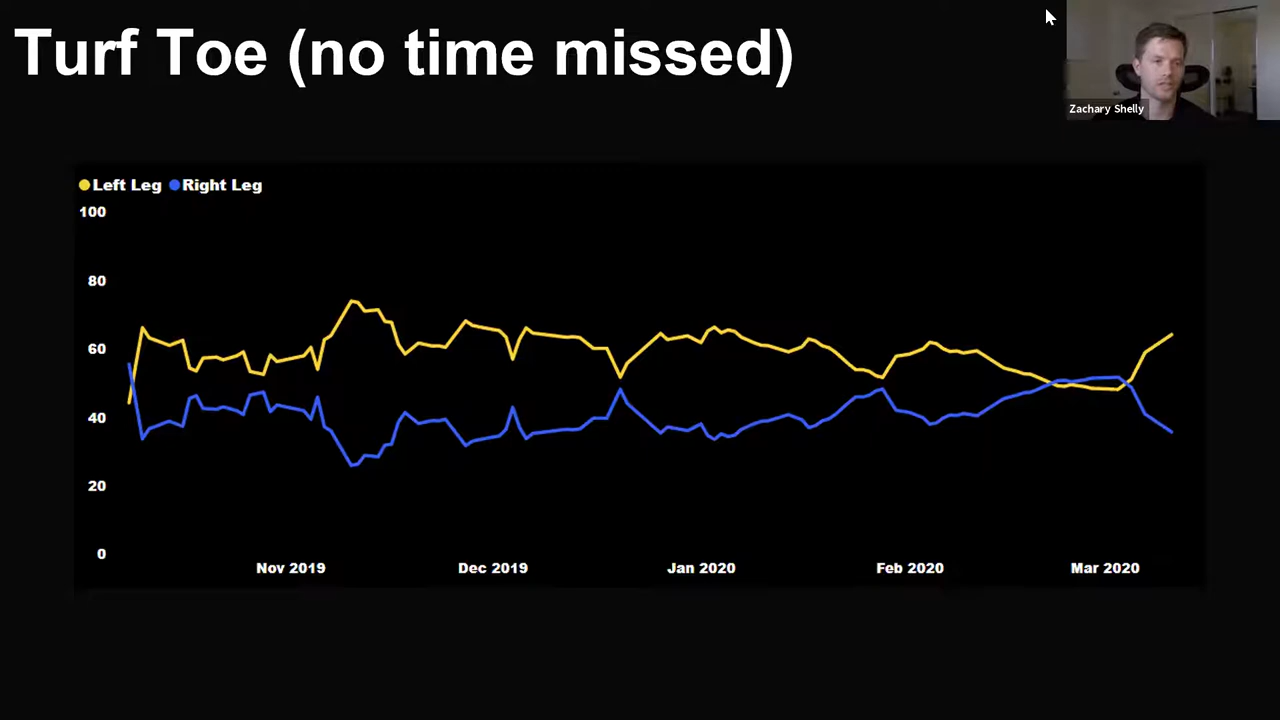 Turf Toe (no time missed)
Zachary Shelly
Left Leg Right Leg
100
80
60
40
20
0
Nov 2019 Dec 2019 Jan 2020 Feb 2020 Mar 2020